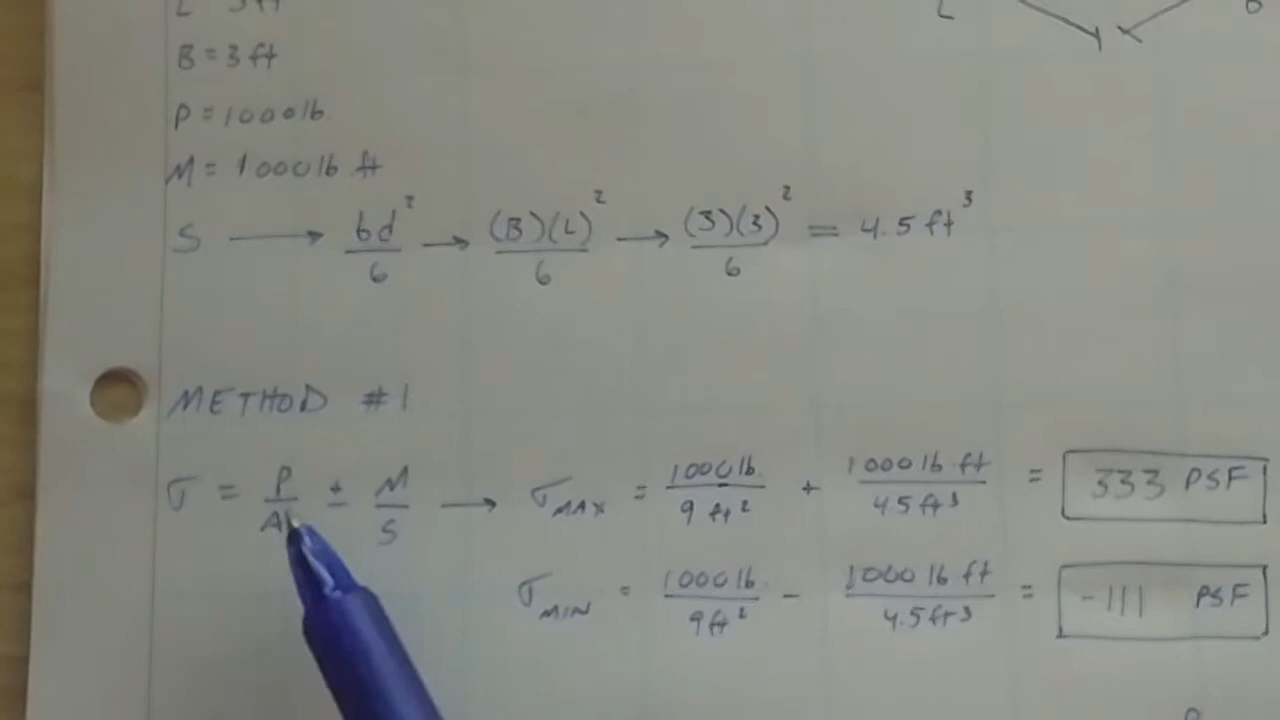 L 3ft
L B
B = 3 ft
P = 1000 lb
M = 1000 lb ft
S → bd²/6 → (B)(L)²/6 → (3)(3)²/6 = 4.5 ft³
METHOD #1
σ = P/A ± M/S → σMAX = 1000 lb/9 ft² + 1000 lb ft/4.5 ft³ = 333 PSF
σMIN = 1000 lb/9 ft² - 1000 lb ft/4.5 ft³ = -111 PSF